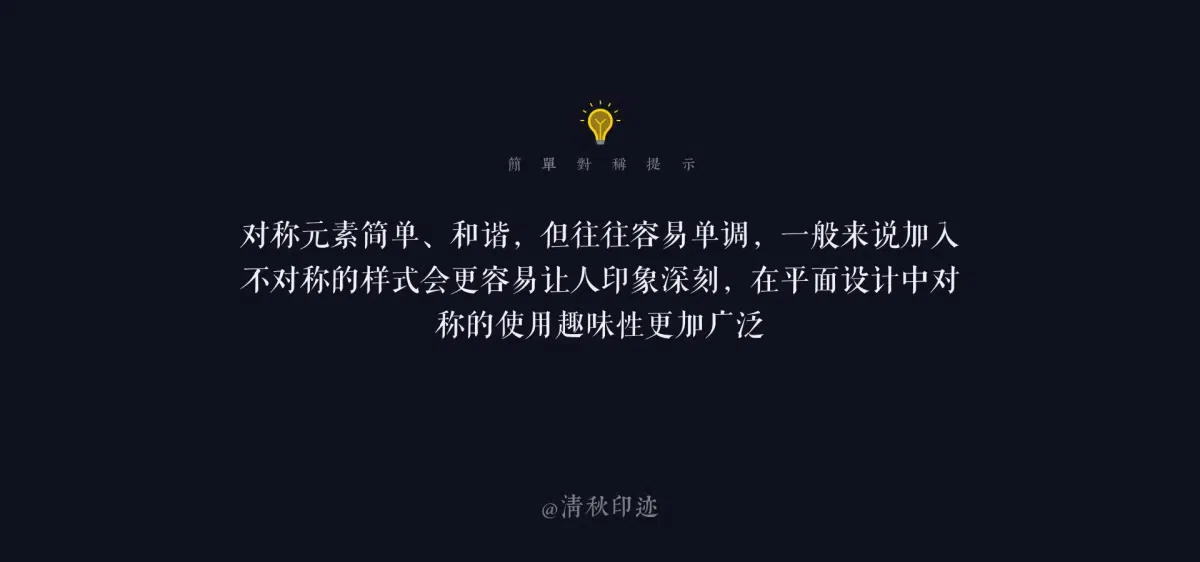 簡單對稱提示
对称元素简单、和谐，但往往容易单调，一般来说加入
不对称的样式会更容易让人印象深刻，在平面设计中对
称的使用趣味性更加广泛
@清秋印迹